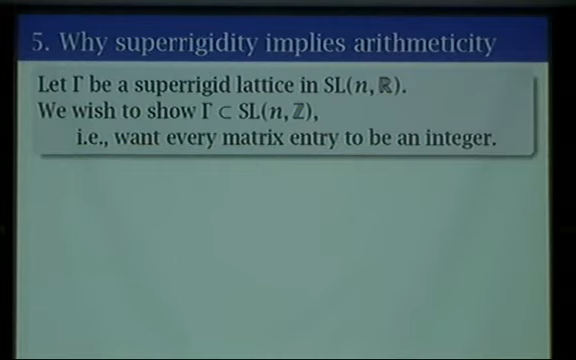 5. Why superrigidity implies arithmeticity
Let Γ be a superrigid lattice in SL(n, ℝ).
We wish to show Γ ⊂ SL(n, ℤ),
i.e., want every matrix entry to be an integer.